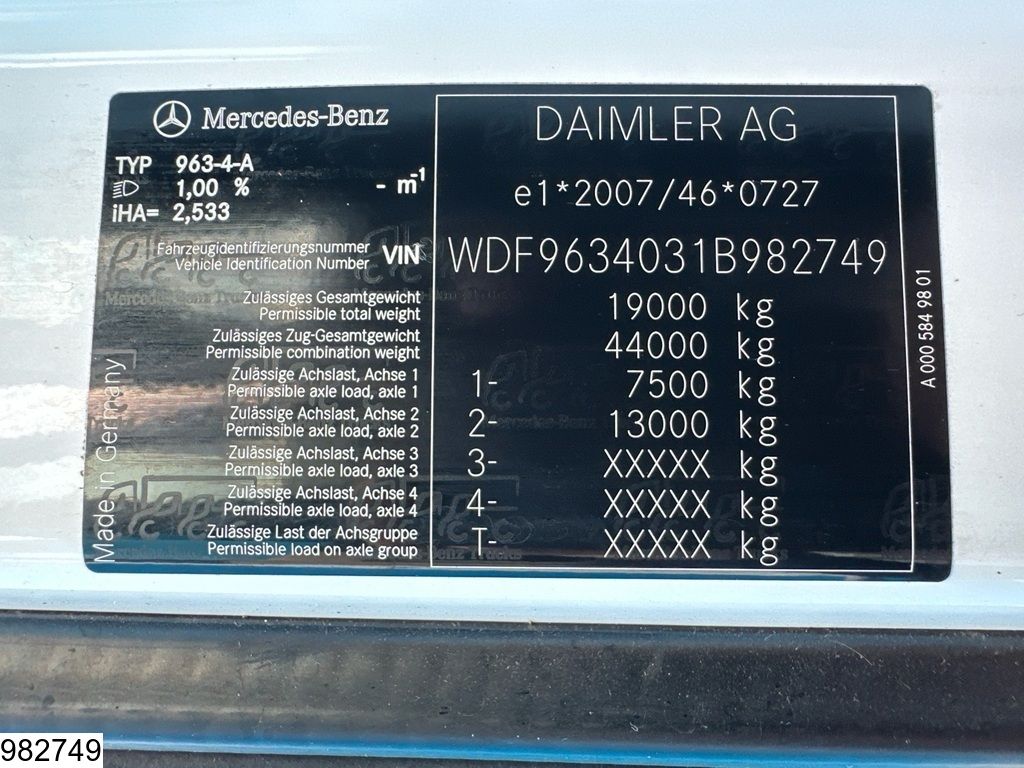 Mercedes-Benz
TYP 963-4-A
1,00 % - m-1
iHA= 2,533
DAIMLER AG
e1*2007/46*0727
Fahrzeugidentifizierungsnummer
Vehicle Identification Number VIN WDF9634031B982749
Zulässiges Gesamtgewicht
Permissible total weight 19000 kg
Zulässiges Zug-Gesamtgewicht
Permissible combination weight 44000 kg
Zulässige Achslast, Achse 1
Permissible axle load, axle 1 1- 7500 kg
Zulässige Achslast, Achse 2
Permissible axle load, axle 2 2- 13000 kg
Zulässige Achslast, Achse 3
Permissible axle load, axle 3 3- XXXXX kg
Zulässige Achslast, Achse 4
Permissible axle load, axle 4 4- XXXXX kg
Zulässige Last der Achsgruppe
Permissible load on axle group T- XXXXX kg
Made in Germany
A 000 584 98 01
982749